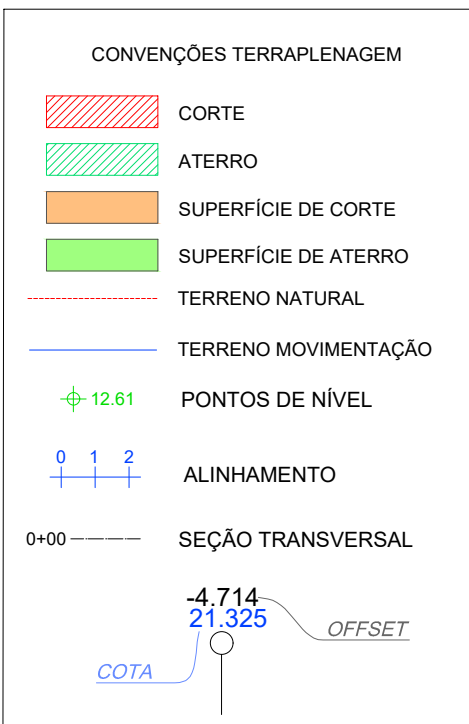 CONVENÇÕES TERRAPLENAGEM
CORTE
ATERRO
SUPERFÍCIE DE CORTE
SUPERFÍCIE DE ATERRO
TERRENO NATURAL
TERRENO MOVIMENTAÇÃO
12.61 PONTOS DE NÍVEL
0 1 2
ALINHAMENTO
0+00 SEÇÃO TRANSVERSAL
-4.714
21.325
OFFSET
COTA